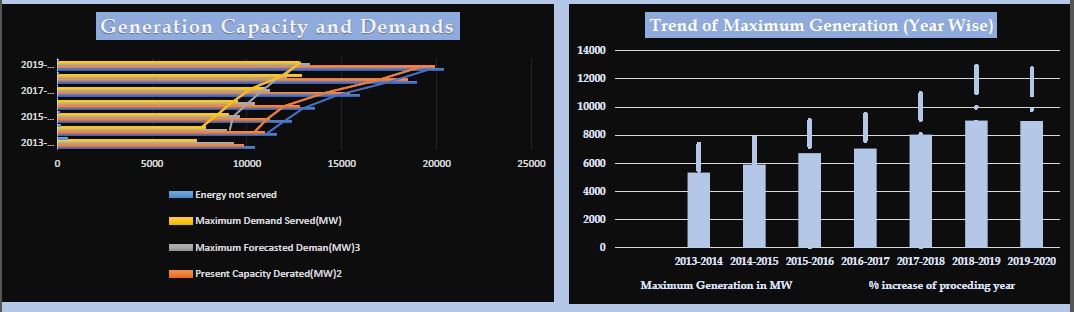 Generation Capacity and Demands
2019-...
2017-...
2015-...
2013-...
0 5000 10000 15000 20000 25000
Energy not served
Maximum Demand Served(MW)
Maximum Forecasted Deman(MW)3
Present Capacity Derated(MW)2
Trend of Maximum Generation (Year Wise)
14000
12000
10000
8000
6000
4000
2000
0
2013-2014 2014-2015 2015-2016 2016-2017 2017-2018 2018-2019 2019-2020
Maximum Generation in MW % increase of proceding year